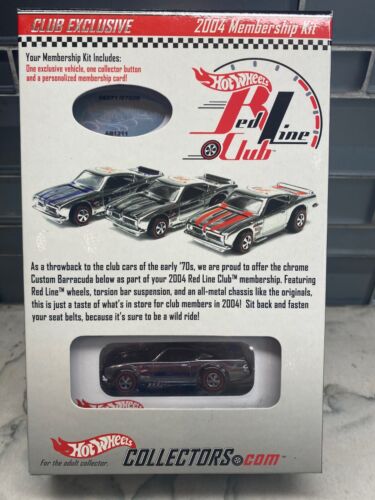 CLUB EXCLUSIVE
2004 Membership Kit
Your Membership Kit Includes:
One exclusive vehicle, one collector button
and a personalized membership card!
Hot Wheels
Red Line
Club
As a throwback to the club cars of the early '70s, we are proud to offer the chrome
Custom Barracuda below as part of your 2004 Red Line Club™ membership. Featuring
Red Line™ wheels, torsion bar suspension, and an all-metal chassis like the originals,
this is just a taste of what's in store for club members in 2004! Sit back and fasten
your seat belts, because it's sure to be a wild ride!
Hot Wheels
Hot Wheels
For the adult collector.
COLLECTORS.com™